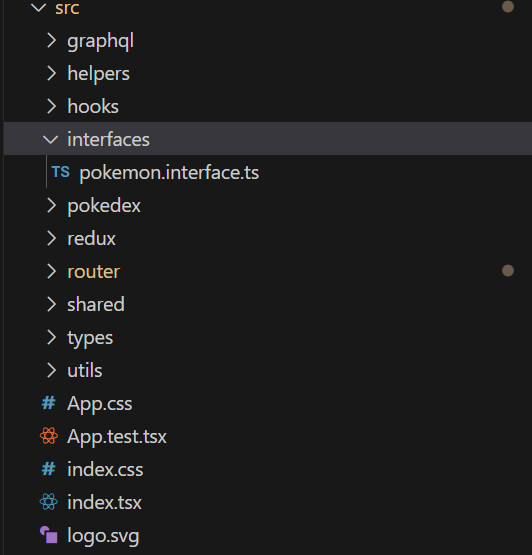 src
graphql
helpers
hooks
interfaces
TS pokemon.interface.ts
pokedex
redux
router
shared
types
utils
# App.css
App.test.tsx
# index.css
index.tsx
logo.svg